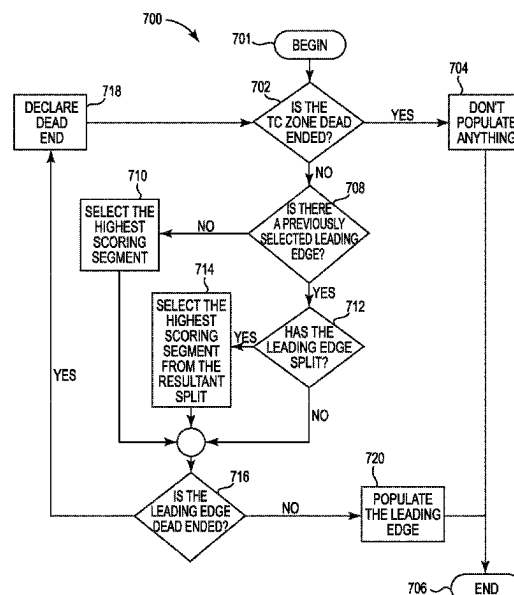 700
701
BEGIN
718
DECLARE
DEAD
END
702
IS THE
TC ZONE DEAD
ENDED?
YES
704
DON'T
POPULATE
ANYTHING
NO
710
SELECT THE
HIGHEST
SCORING
SEGMENT
NO
708
IS THERE
A PREVIOUSLY
SELECTED LEADING
EDGE?
YES
714
SELECT THE
HIGHEST
SCORING
SEGMENT
FROM THE
RESULTANT
SPLIT
YES
712
HAS THE
LEADING EDGE
SPLIT?
NO
YES
716
IS THE
LEADING EDGE
DEAD ENDED?
NO
720
POPULATE
THE LEADING
EDGE
706
END